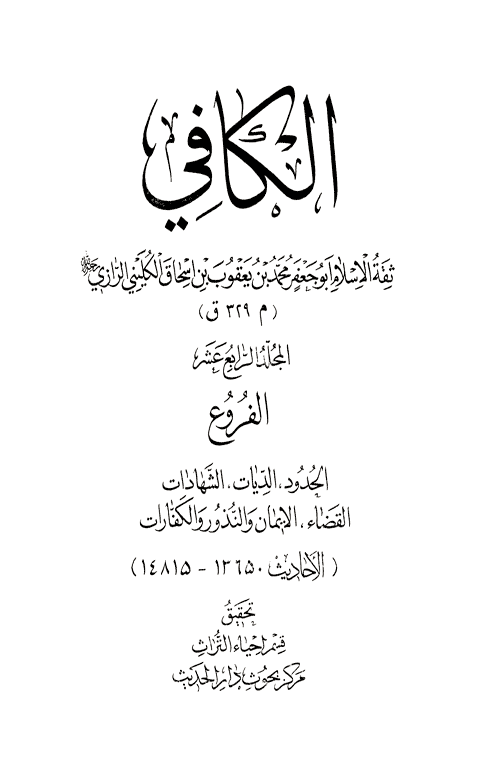 الكافي
ثقة الإسلام أبو جعفر محمد بن يعقوب بن إسحاق الكليني الرازي
(م ٣٢٩ ق)
المجلد الرابع عشر
الفروع
الحدود، الديات، الشهادات
القضاء، الأيمان والنذور والكفارات
(الأحاديث ١٢٦٥٠ - ١٤٨١٥)
تحقيق
قسم إحياء التراث
مركز بحوث دار الحديث